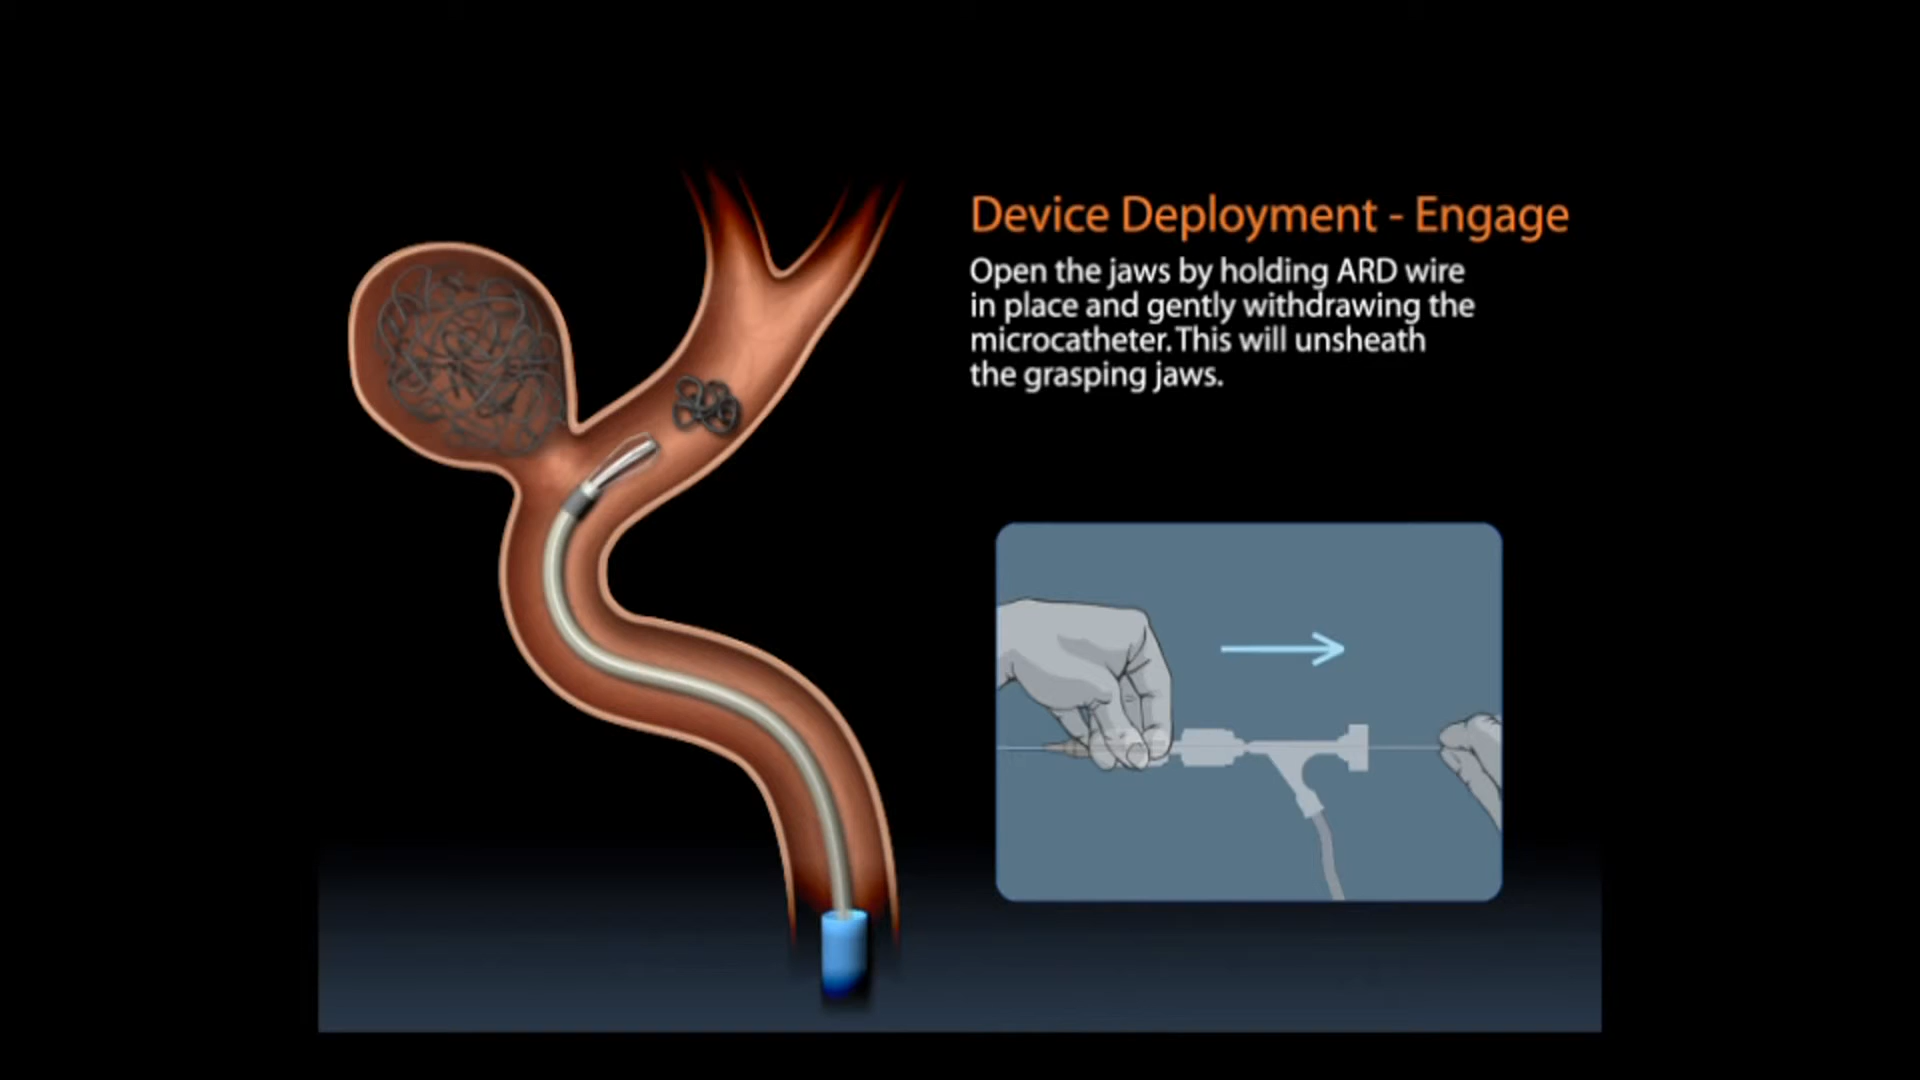 Device Deployment - Engage
Open the jaws by holding ARD wire
in place and gently withdrawing the
microcatheter. This will unsheath
the grasping jaws.